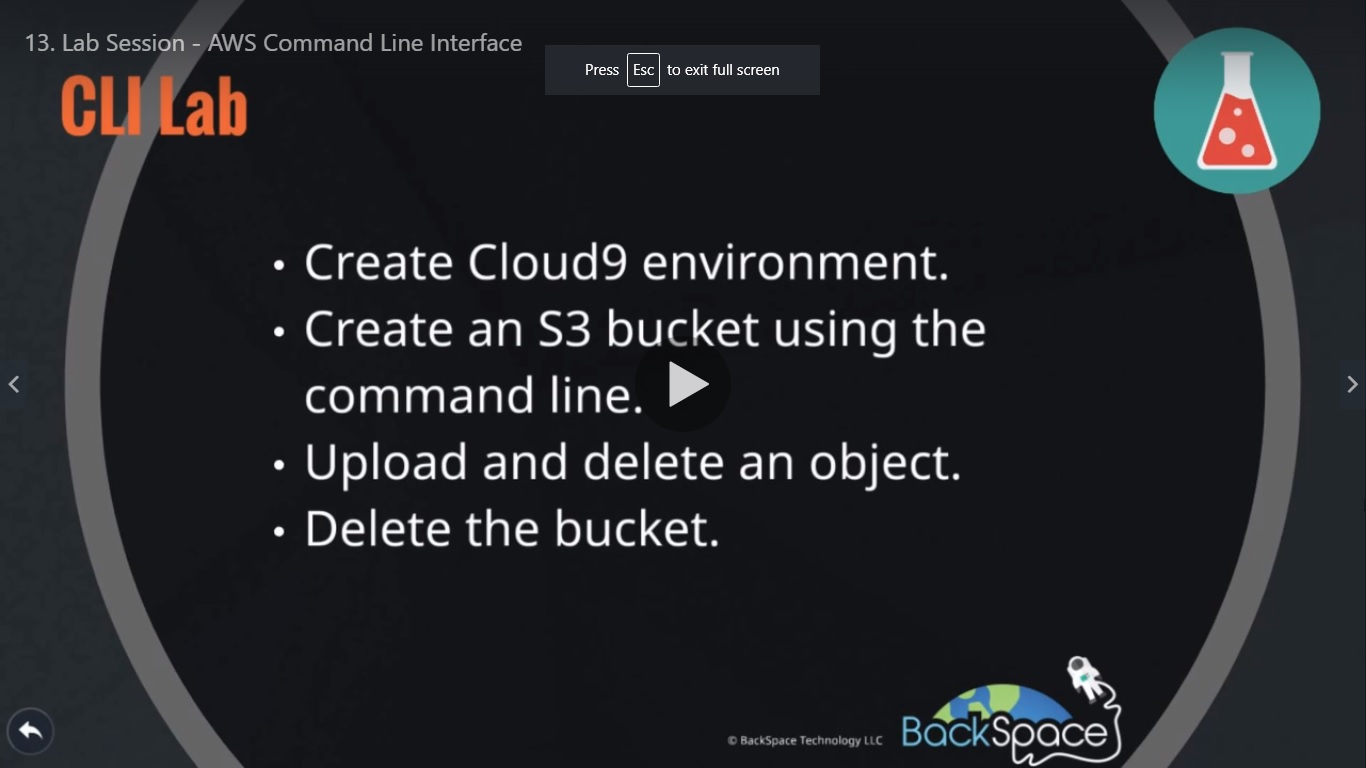 13. Lab Session - AWS Command Line Interface
Press Esc to exit full screen
CLI Lab
• Create Cloud9 environment.
• Create an S3 bucket using the
command line.
• Upload and delete an object.
• Delete the bucket.
© BackSpace Technology LLC
BackSpace